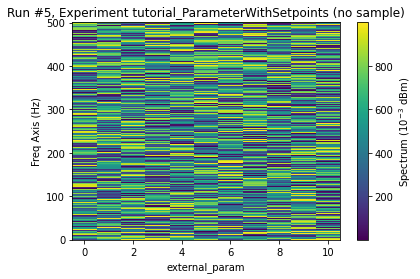 Run #5, Experiment tutorial_ParameterWithSetpoints (no sample)
500
400
300
200
100
0
Freq Axis (Hz)
0 2 4 6 8 10
external_param
800
600
400
200
Spectrum (10⁻³ dBm)